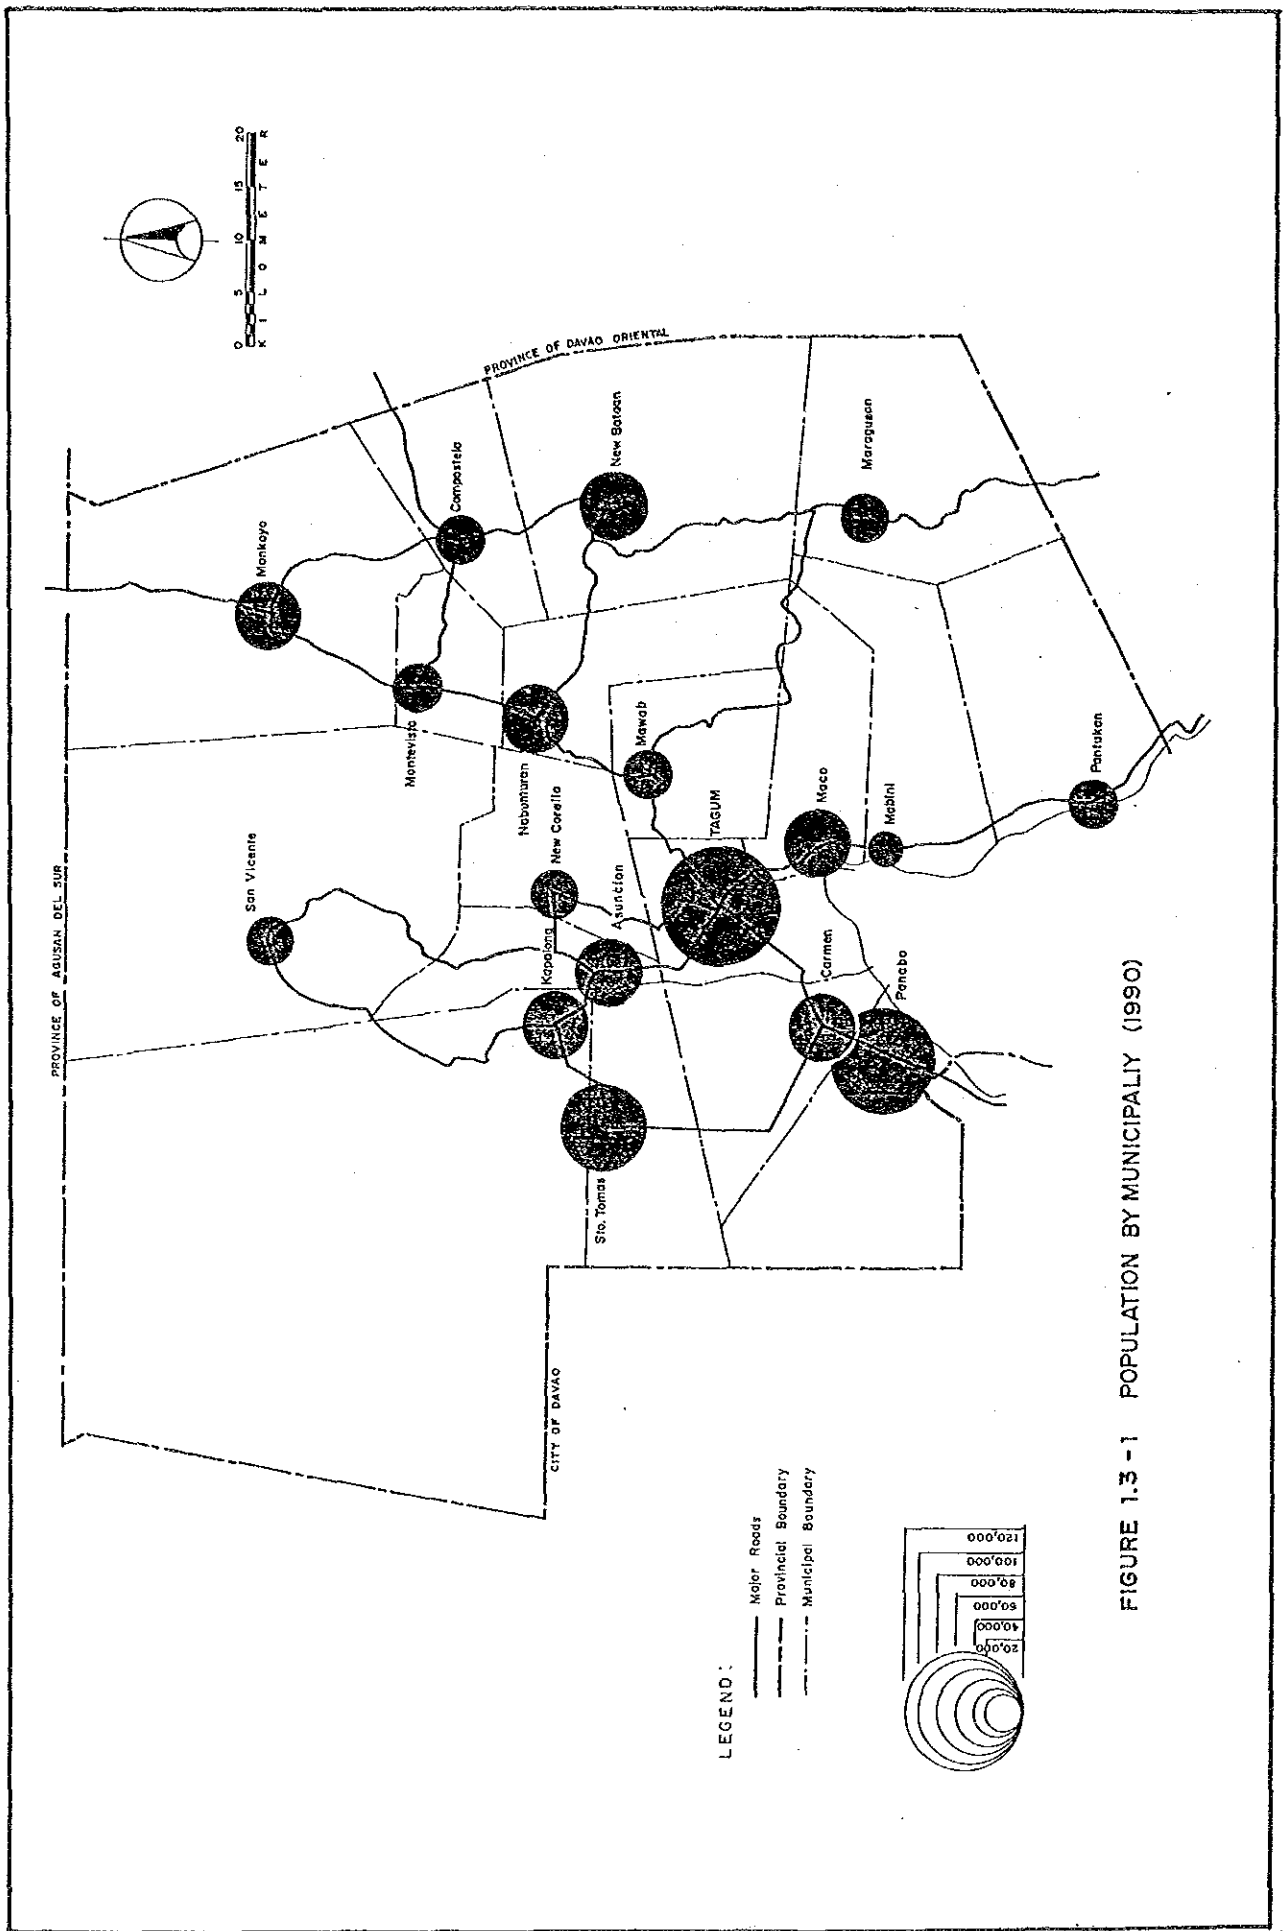 PROVINCE OF AGUSAN DEL SUR
0 5 10 15 20
KILOMETER
San Vicente
Monkayo
Compostela
PROVINCE OF DAVAO ORIENTAL
Montevista
New Bataan
Nabunturan
New Corella
Kapalong
Asuncion
Mawab
Sto. Tomas
CITY OF DAVAO
TAGUM
Maragusan
Maco
Carmen
Mabini
Panabo
Pantukan
LEGEND:
Major Roads
Provincial Boundary
Municipal Boundary
20,000
40,000
60,000
80,000
100,000
120,000
FIGURE 1.3 - 1 POPULATION BY MUNICIPALIY (1990)